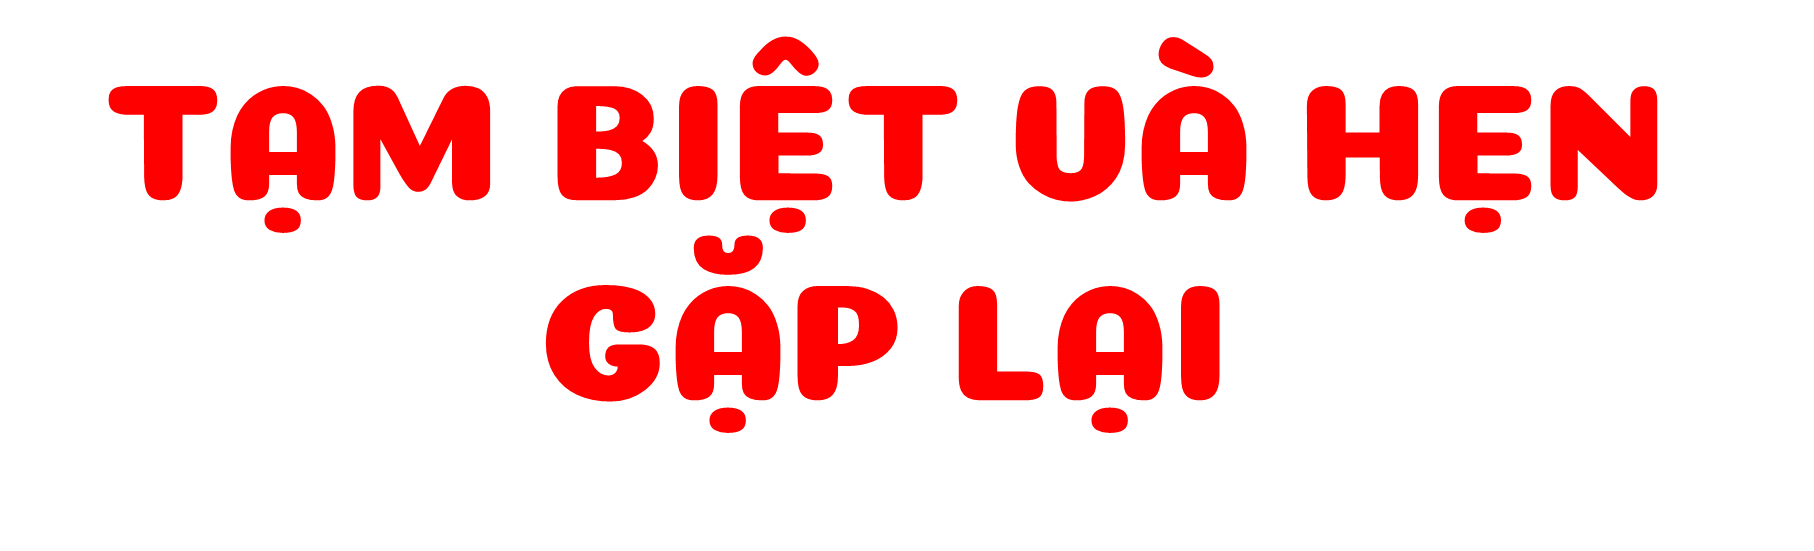 TẠM BIỆT UÀ HẸN
GẶP LẠI